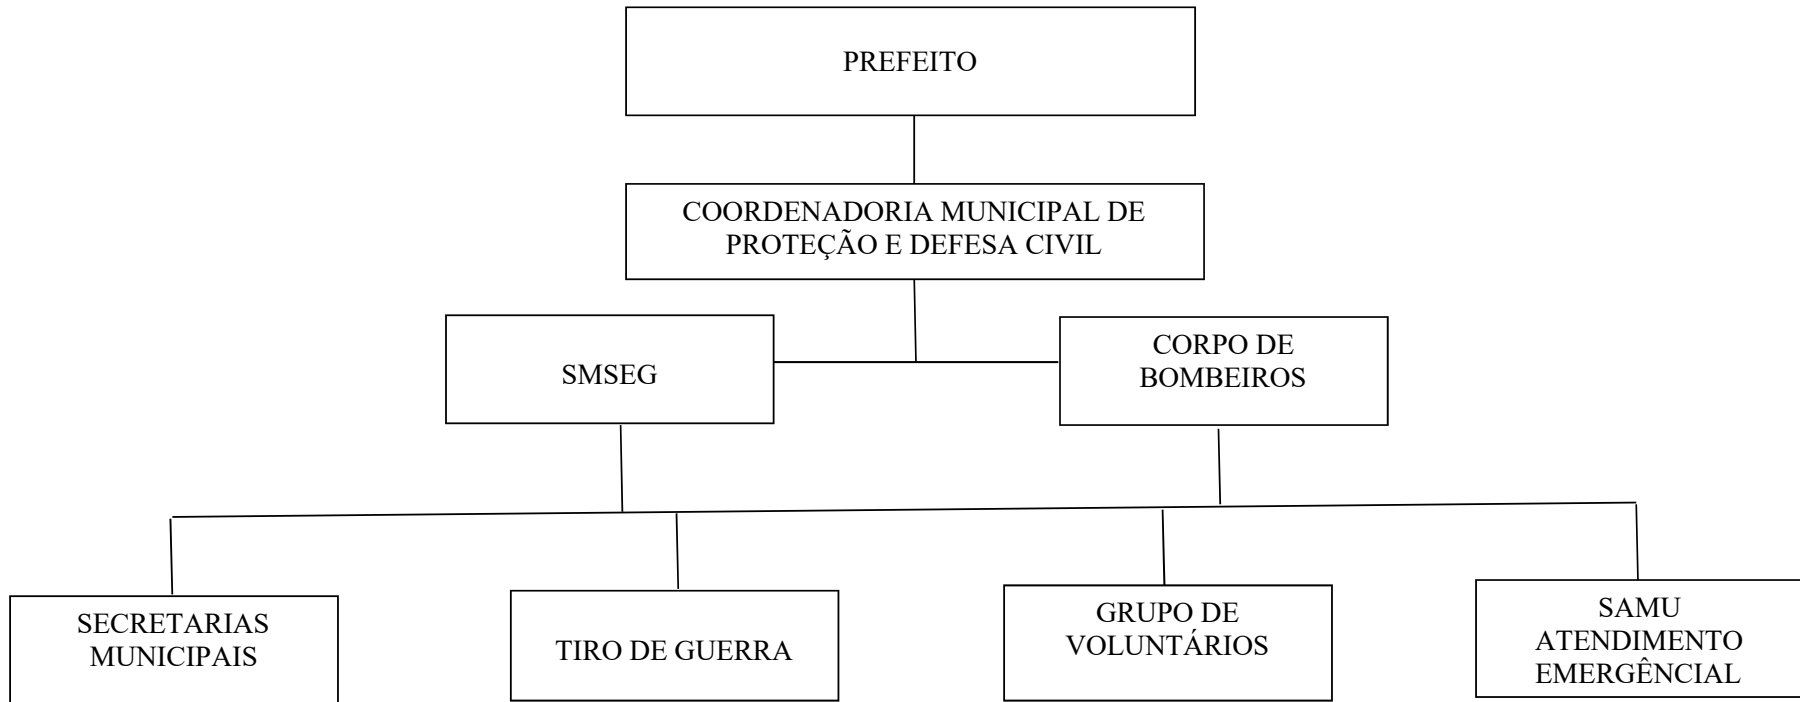 PREFEITO
COORDENADORIA MUNICIPAL DE
PROTEÇÃO E DEFESA CIVIL
SMSEG
CORPO DE
BOMBEIROS
SECRETARIAS
MUNICIPAIS
TIRO DE GUERRA
GRUPO DE
VOLUNTÁRIOS
SAMU
ATENDIMENTO
EMERGÊNCIAL